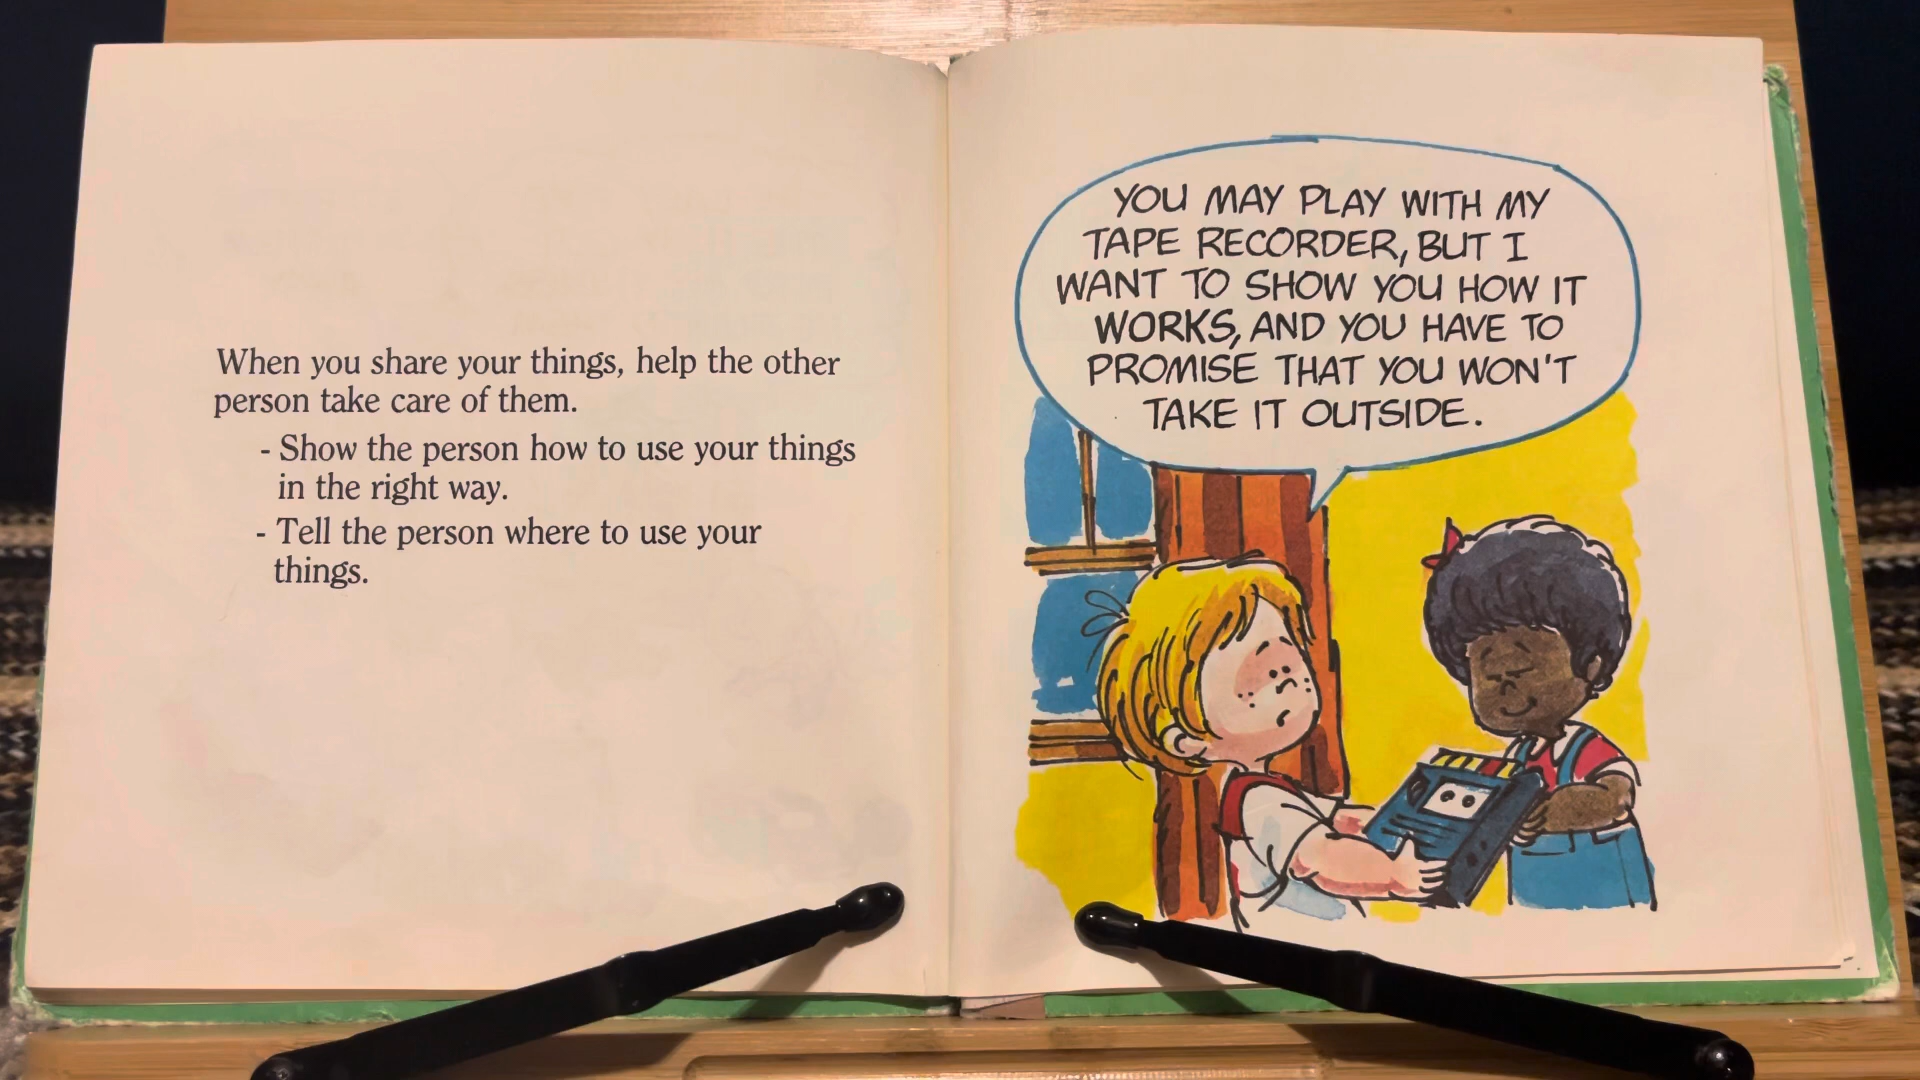 When you share your things, help the other
person take care of them.
- Show the person how to use your things
in the right way.
- Tell the person where to use your
things.
YOU MAY PLAY WITH MY
TAPE RECORDER, BUT I
WANT TO SHOW YOU HOW IT
WORKS, AND YOU HAVE TO
PROMISE THAT YOU WON'T
TAKE IT OUTSIDE.